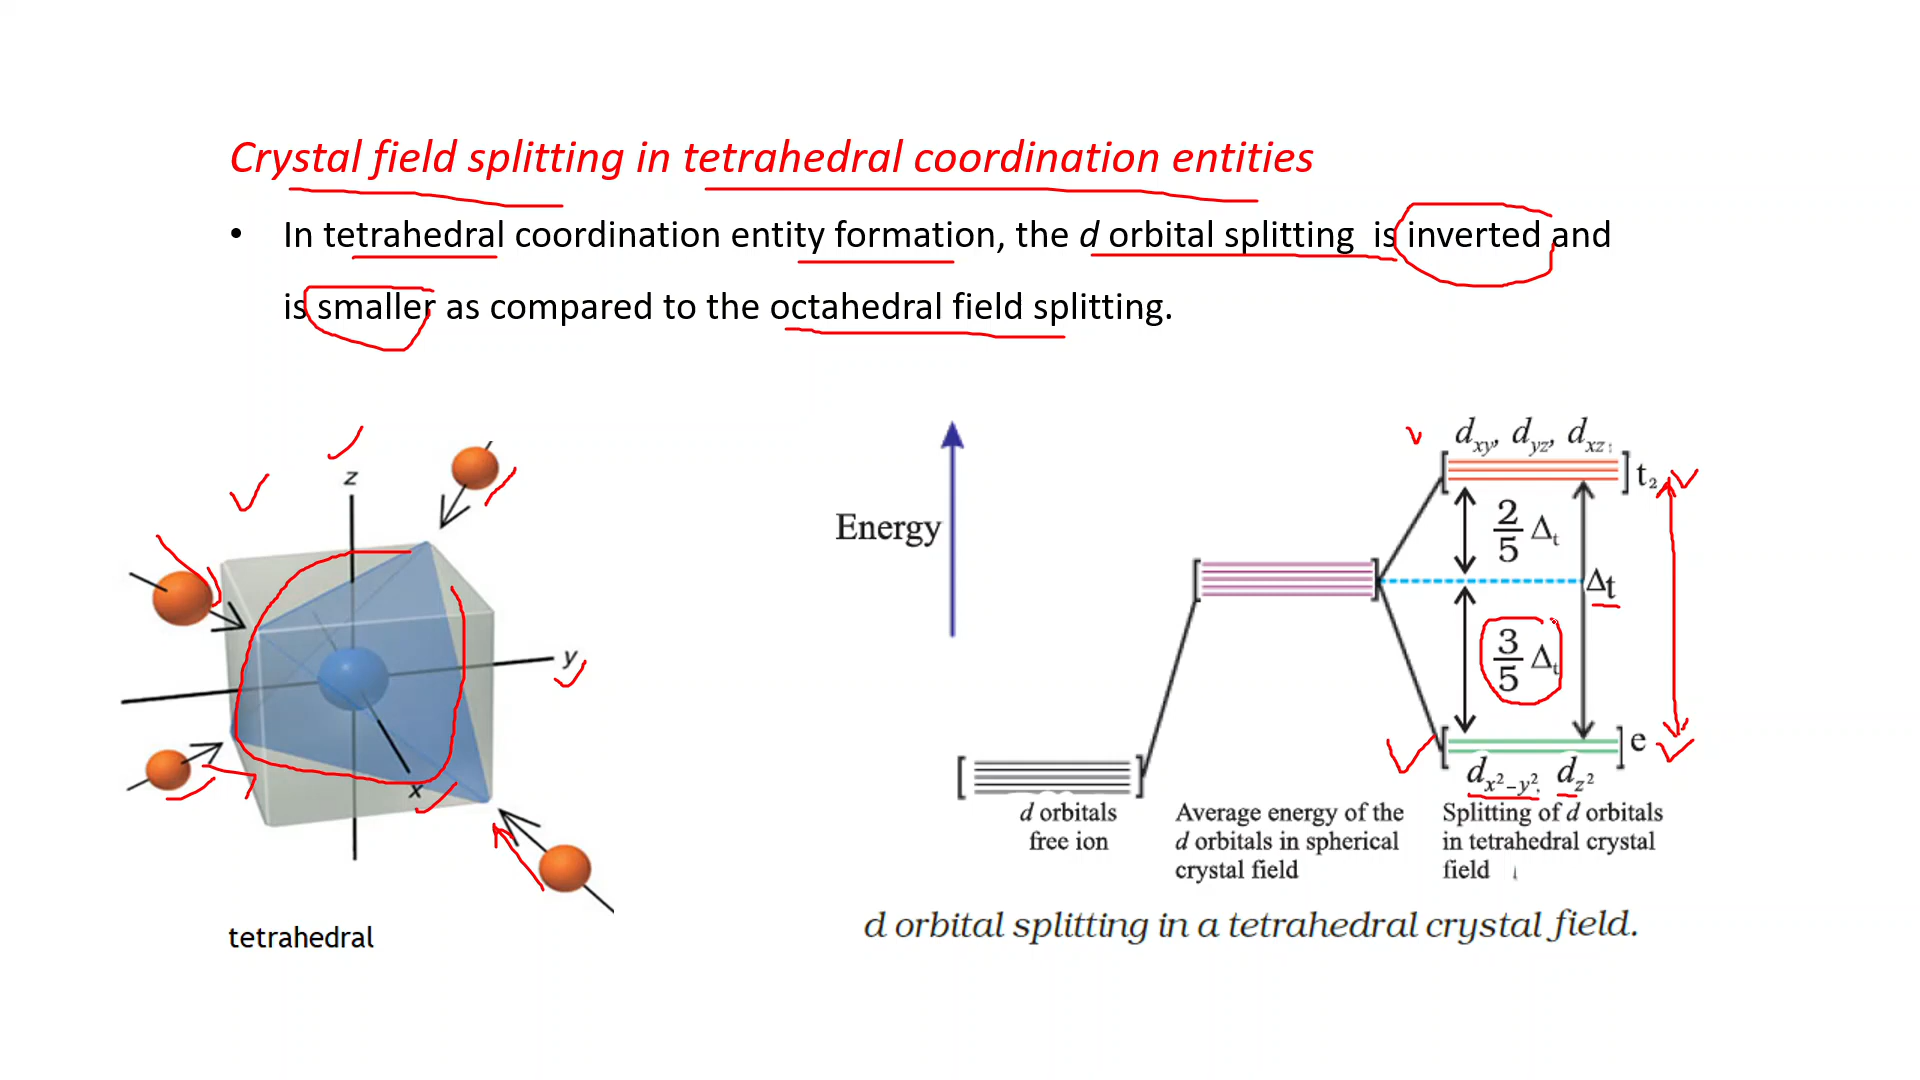 Crystal field splitting in tetrahedral coordination entities
• In tetrahedral coordination entity formation, the d orbital splitting is inverted and
is smaller as compared to the octahedral field splitting.
z
y
x
tetrahedral
Energy
d orbitals
free ion
Average energy of the
d orbitals in spherical
crystal field
dxy, dyz, dxz
t2
2/5 Δt
Δt
3/5 Δt
e
dx²−y², dz²
Splitting of d orbitals
in tetrahedral crystal
field
d orbital splitting in a tetrahedral crystal field.